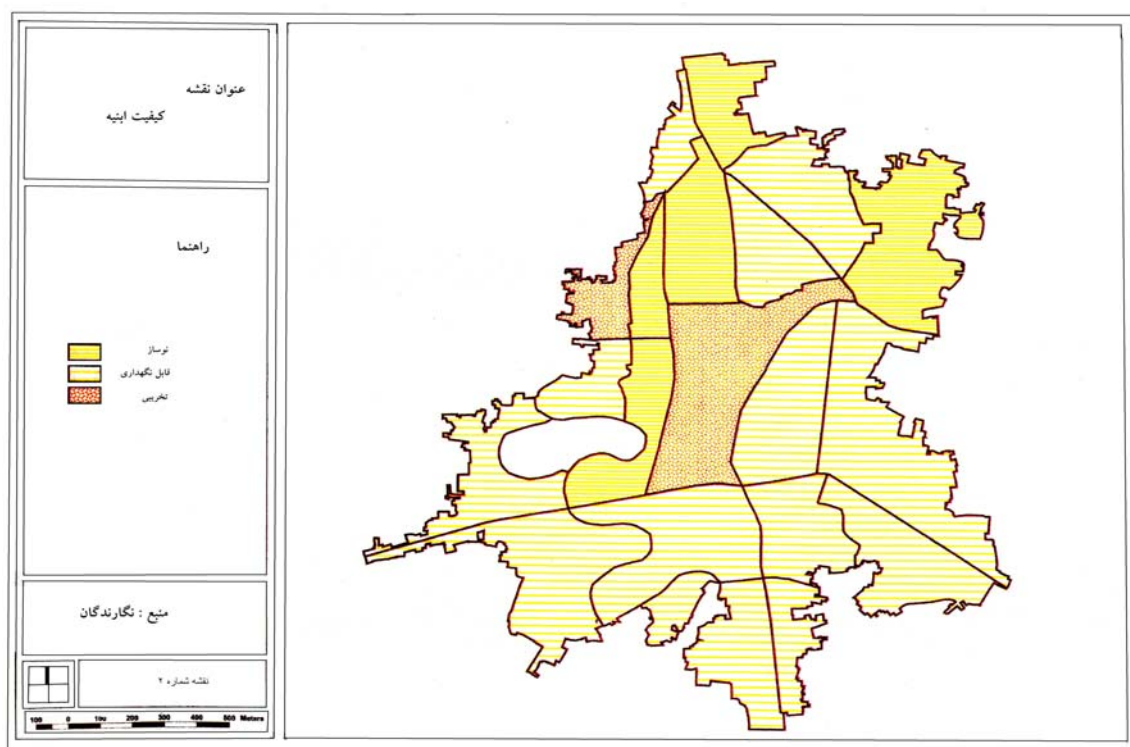 عنوان نقشه
کیفیت ابنیه
راهنما
نوساز
قابل نگهداری
تخریبی
منبع : نگارندگان
نقشه شماره ۲
100 0 100 200 300 400 500 Meters